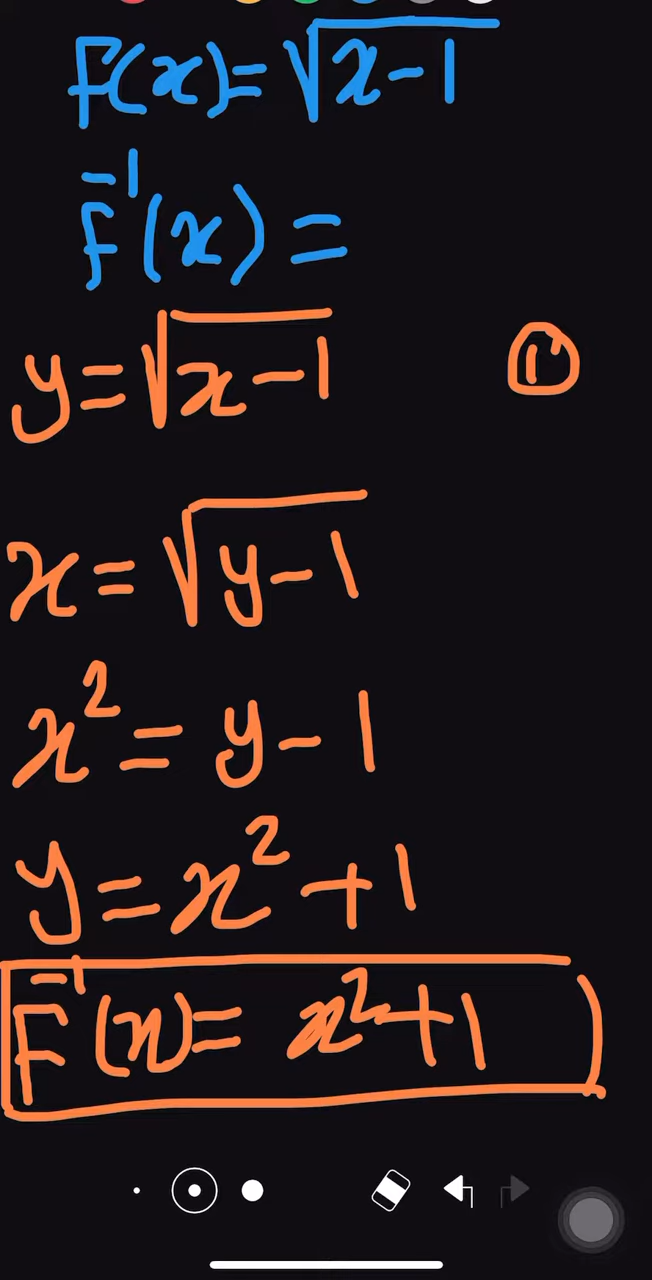 F(x)=√(x-1)
F⁻¹(x)=
y=√(x-1)
①
x=√(y-1)
x²=y-1
y=x²+1
F⁻¹(x)=x²+1